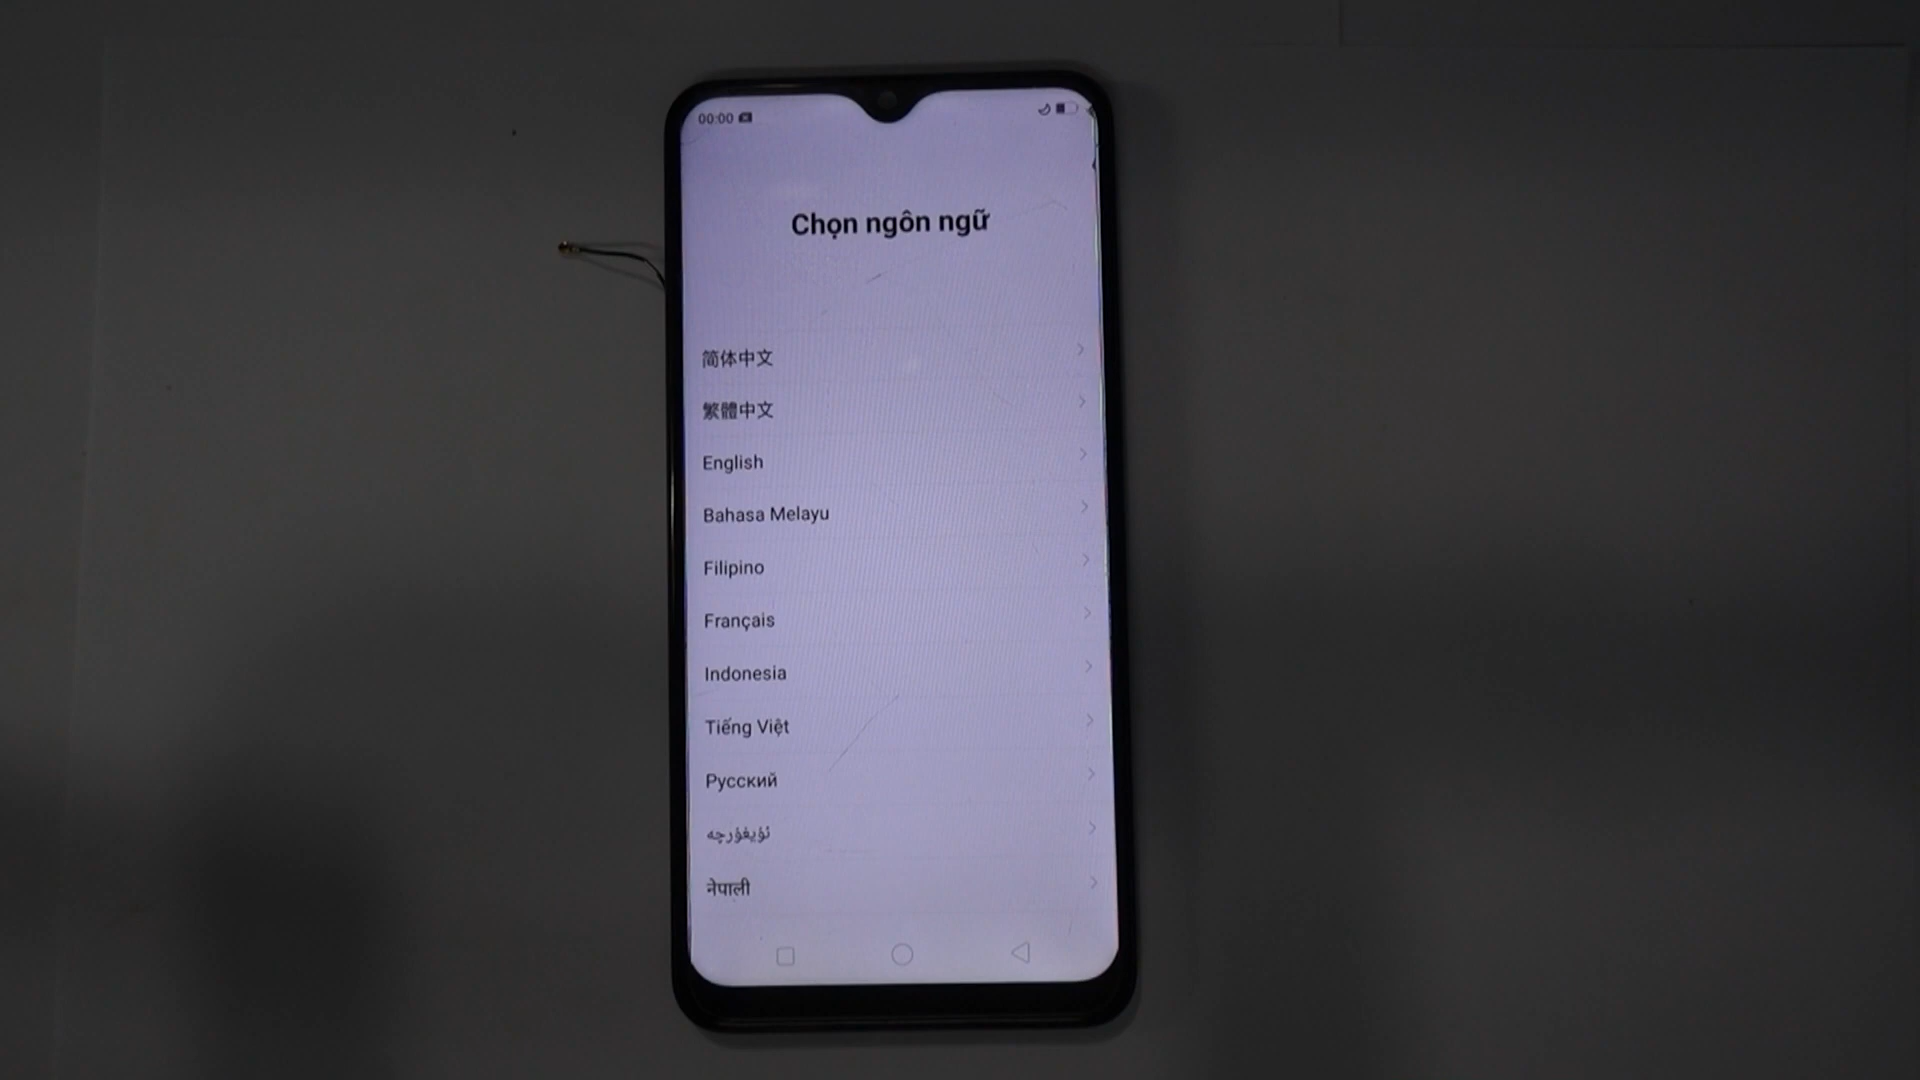 00:00
Chọn ngôn ngữ
简体中文
繁體中文
English
Bahasa Melayu
Filipino
Français
Indonesia
Tiếng Việt
Русский
ئۇيغۇرچە
नेपाली